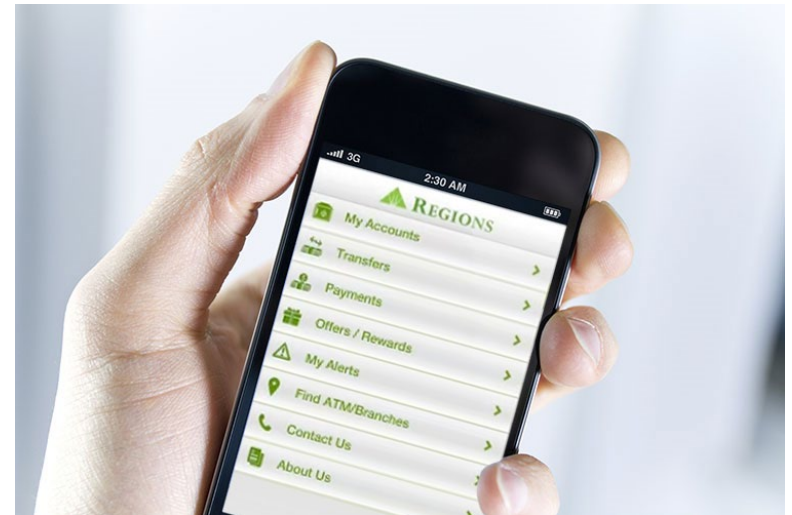 3G
2:30 AM
REGIONS
My Accounts
Transfers
Payments
Offers / Rewards
My Alerts
Find ATM/Branches
Contact Us
About Us